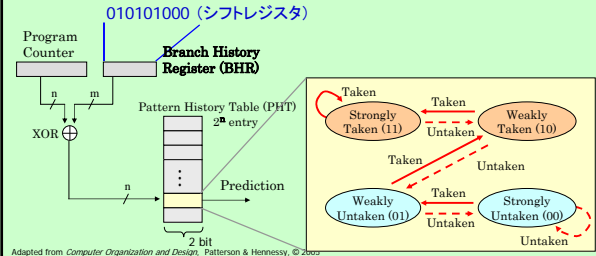 010101000 (シフトレジスタ)
Program
Counter
Branch History
Register (BHR)
n
m
XOR
Pattern History Table (PHT)
2n entry
n
Prediction
2 bit
Taken
Strongly
Taken (11)
Taken
Untaken
Weakly
Taken (10)
Taken
Untaken
Weakly
Untaken (01)
Taken
Untaken
Strongly
Untaken (00)
Untaken
Adapted from Computer Organization and Design, Patterson & Hennessy, © 2005